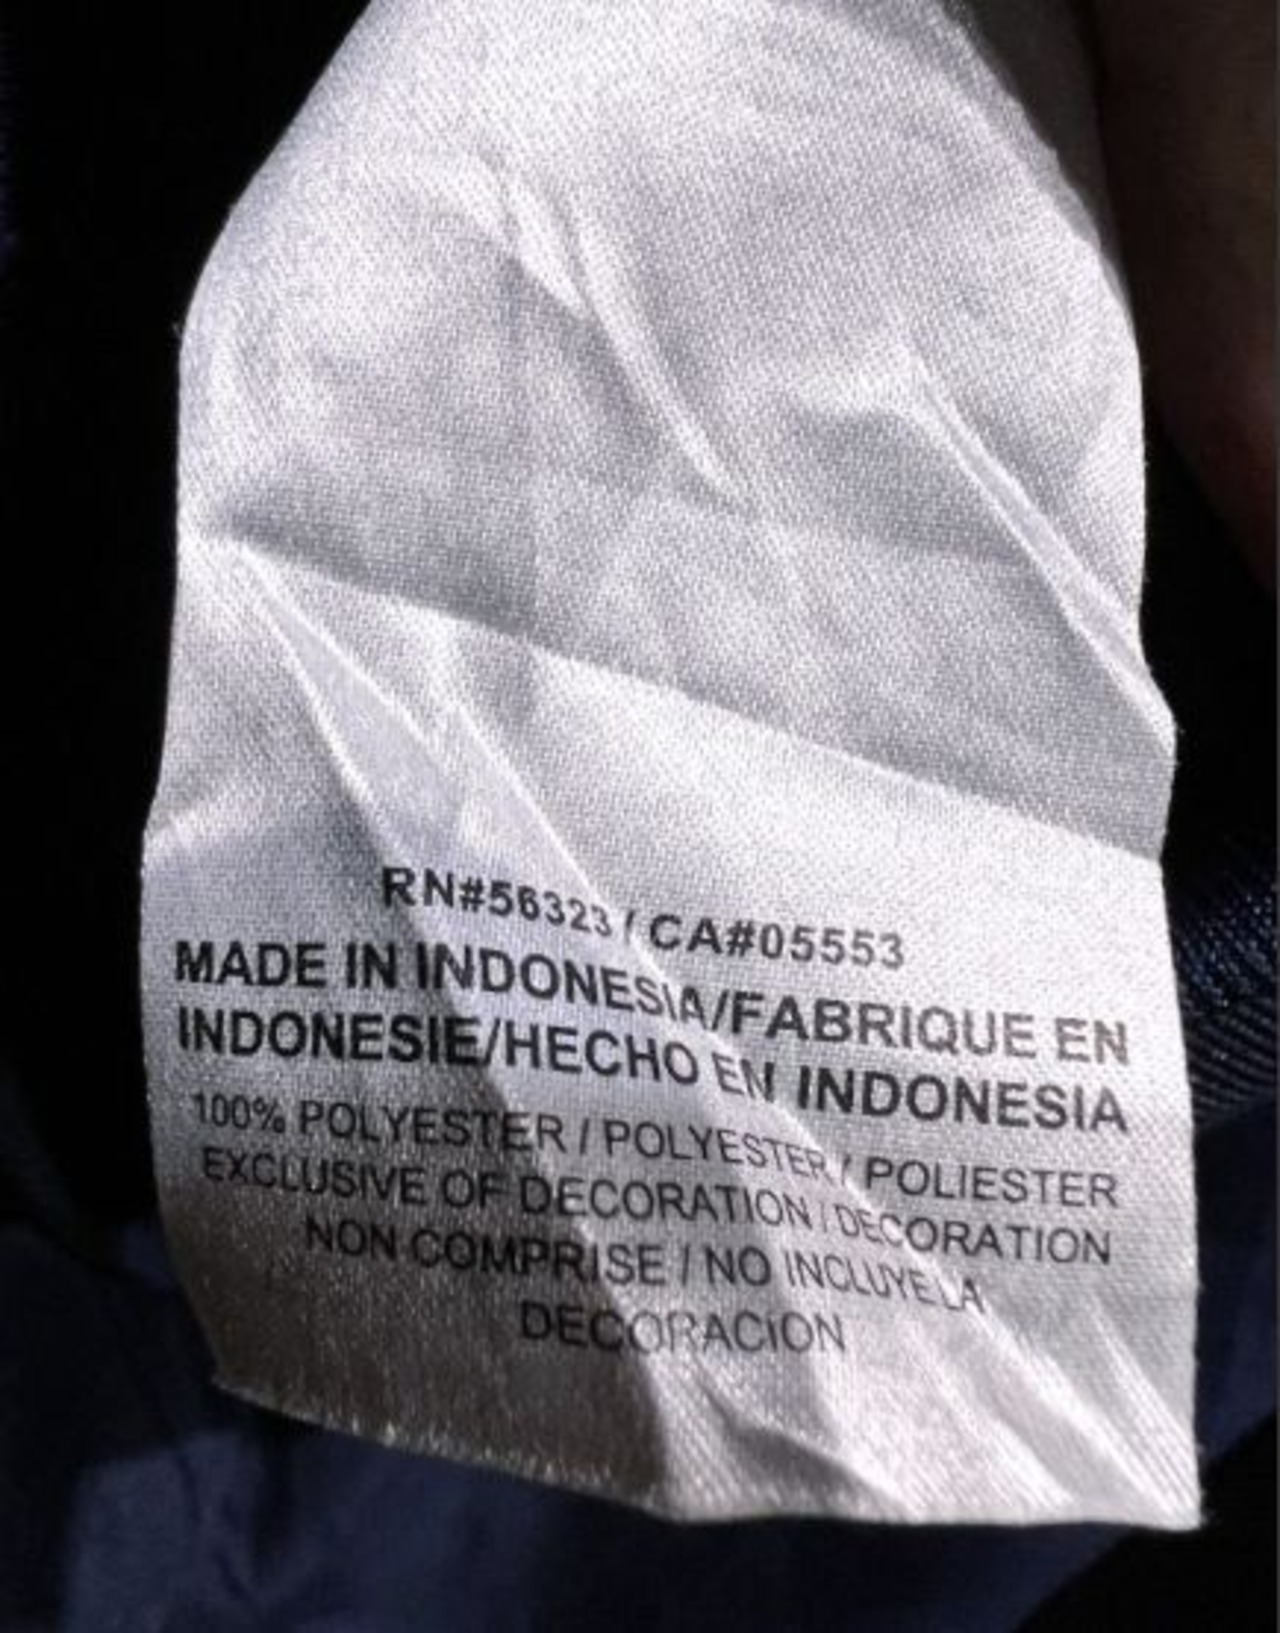 RN#56323 / CA#05553
MADE IN INDONESIA/FABRIQUE EN
INDONESIE/HECHO EN INDONESIA
100% POLYESTER / POLYESTER / POLIESTER
EXCLUSIVE OF DECORATION / DECORATION
NON COMPRISE / NO INCLUYE LA
DECORACION